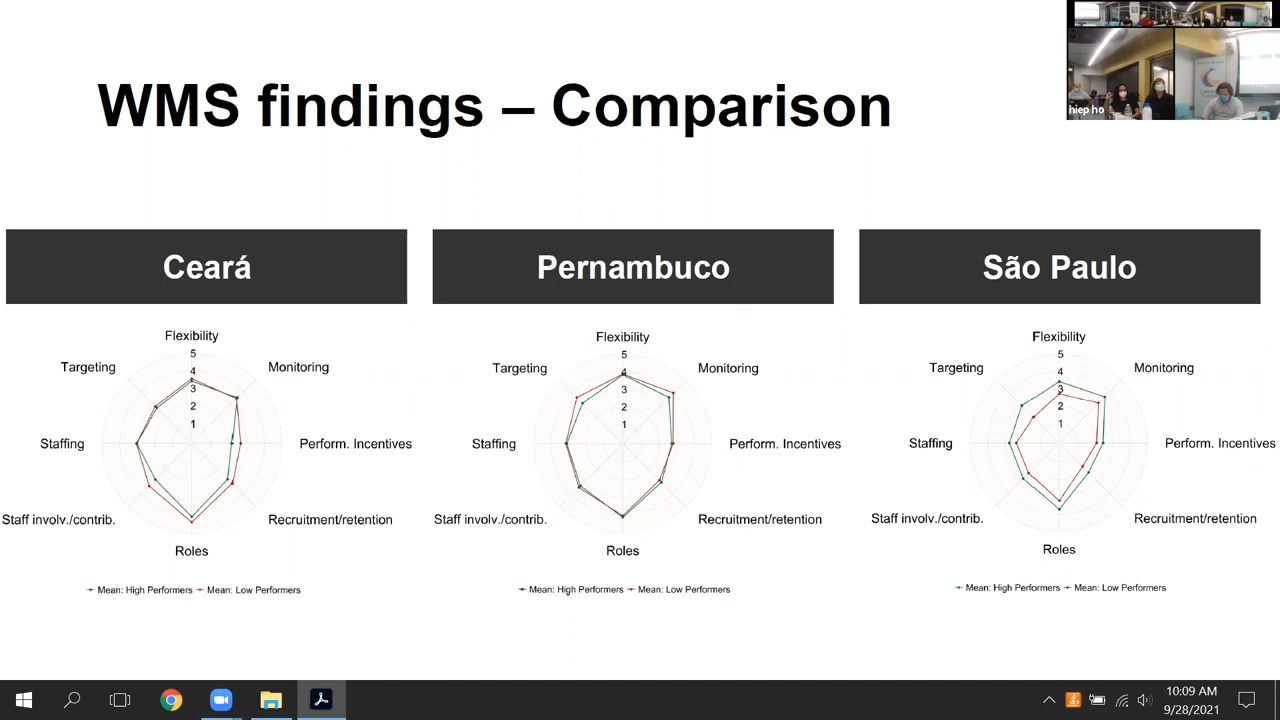 WMS findings – Comparison
hiep ho
Ceará
Flexibility
5
4
3
2
1
Targeting
Monitoring
Staffing
Perform. Incentives
Staff involv./contrib.
Recruitment/retention
Roles
Mean: High Performers Mean: Low Performers
Pernambuco
Flexibility
5
4
3
2
1
Targeting
Monitoring
Staffing
Perform. Incentives
Staff involv./contrib.
Recruitment/retention
Roles
Mean: High Performers Mean: Low Performers
São Paulo
Flexibility
5
4
3
2
1
Targeting
Monitoring
Staffing
Perform. Incentives
Staff involv./contrib.
Recruitment/retention
Roles
Mean: High Performers Mean: Low Performers
10:09 AM
9/28/2021